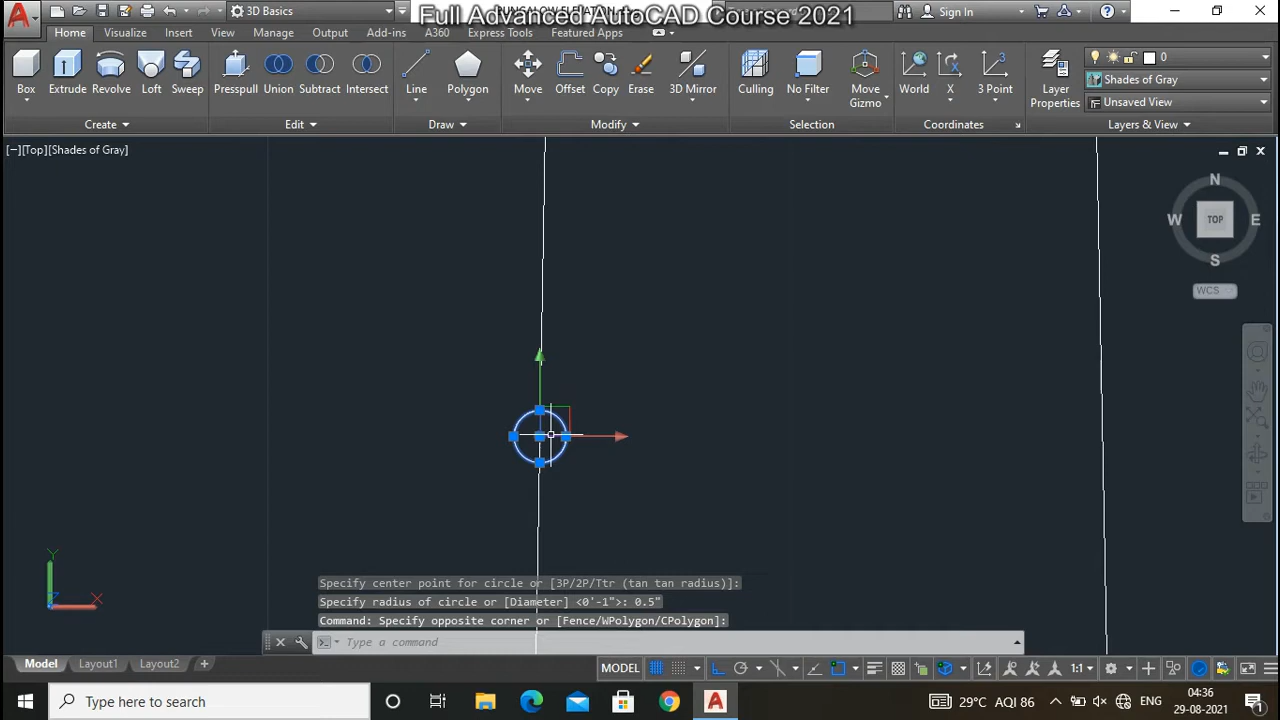 3D Basics
Full Advanced AutoCAD Course 2021
Sign In
Home Visualize Insert View Manage Output Add-ins A360 Express Tools Featured Apps
Box Extrude Revolve Loft Sweep Presspull Union Subtract Intersect Line Polygon Move Offset Copy Erase 3D Mirror Culling No Filter Move Gizmo World X 3 Point Layer Properties
0
Shades of Gray
Unsaved View
Create Edit Draw Modify Selection Coordinates Layers & View
[−][Top][Shades of Gray]
N
W TOP E
S
WCS
Y
X
Specify center point for circle or [3P/2P/Ttr (tan tan radius)]:
Specify radius of circle or [Diameter] <0'-1">: 0.5"
Command: Specify opposite corner or [Fence/WPolygon/CPolygon]:
Type a command
Model Layout1 Layout2 +
MODEL 1:1
Type here to search
29°C AQI 86 ENG
04:36
29-08-2021